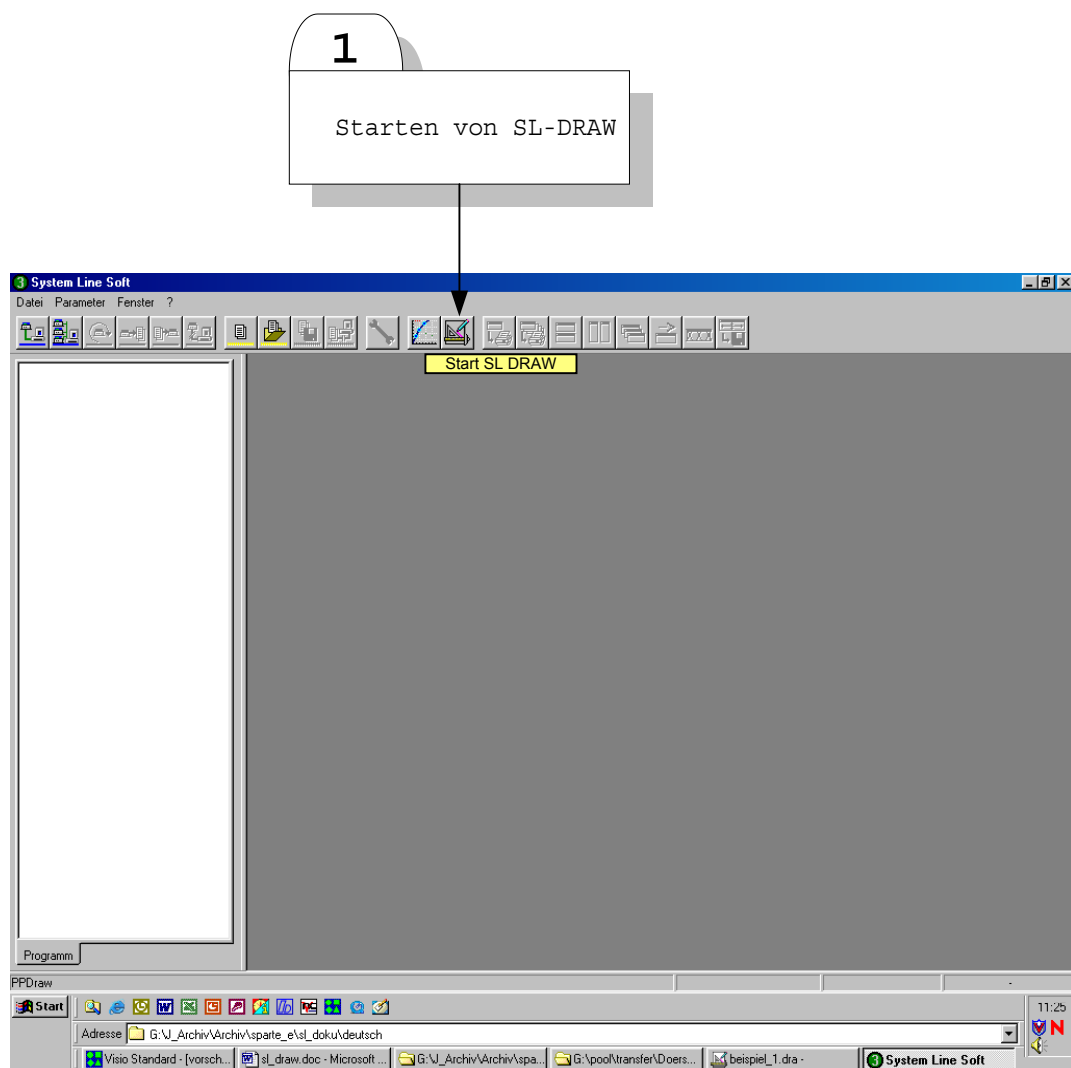 1
Starten von SL-DRAW
System Line Soft
Datei Parameter Fenster ?
Start SL DRAW
Programm
PPDraw
-
Start
11:25
Adresse G:\J_Archiv\Archiv\sparte_e\sl_doku\deutsch
Visio Standard - [vorsch... sl_draw.doc - Microsoft ... G:\J_Archiv\Archiv\spa... G:\pool\transfer\Doers... beispiel_1.dra - System Line Soft